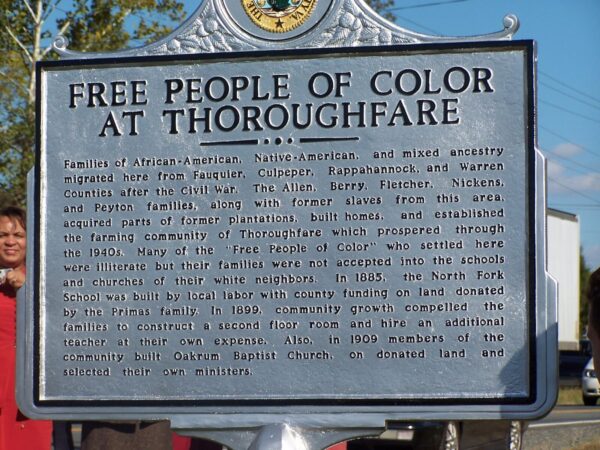 FREE PEOPLE OF COLOR
AT THOROUGHFARE
Families of African-American, Native-American, and mixed ancestry
migrated here from Fauquier, Culpeper, Rappahannock, and Warren
Counties after the Civil War. The Allen, Berry, Fletcher, Nickens,
and Peyton families, along with former slaves from this area,
acquired parts of former plantations, built homes, and established
the farming community of Thoroughfare which prospered through
the 1940s. Many of the "Free People of Color" who settled here
were illiterate but their families were not accepted into the schools
and churches of their white neighbors. In 1885, the North Fork
School was built by local labor with county funding on land donated
by the Primas family. In 1899, community growth compelled the
families to construct a second floor room and hire an additional
teacher at their own expense. Also, in 1909 members of the
community built Oakrum Baptist Church, on donated land and
selected their own ministers.